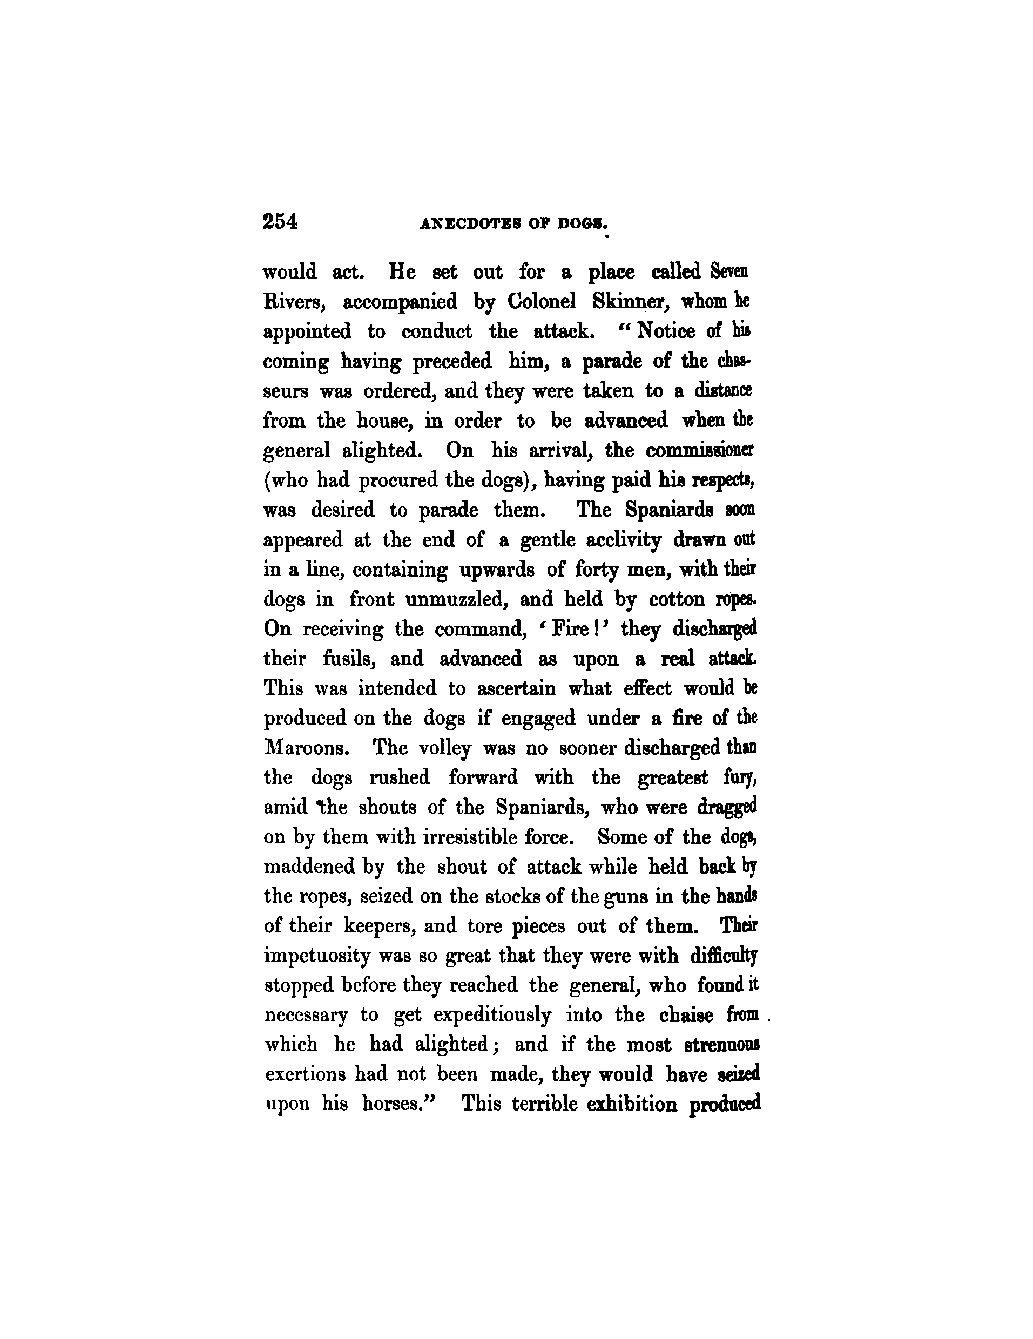 254 ANECDOTES OF DOGS.
would act. He set out for a place called Seven
Rivers, accompanied by Colonel Skinner, whom he
appointed to conduct the attack. “ Notice of his
coming having preceded him, a parade of the chas-
seurs was ordered, and they were taken to a distance
from the house, in order to be advanced when the
general alighted. On his arrival, the commissioner
(who had procured the dogs), having paid his respects,
was desired to parade them. The Spaniards soon
appeared at the end of a gentle acclivity drawn out
in a line, containing upwards of forty men, with their
dogs in front unmuzzled, and held by cotton ropes.
On receiving the command, ‘ Fire !’ they discharged
their fusils, and advanced as upon a real attack.
This was intended to ascertain what effect would be
produced on the dogs if engaged under a fire of the
Maroons. The volley was no sooner discharged than
the dogs rushed forward with the greatest fury,
amid the shouts of the Spaniards, who were dragged
on by them with irresistible force. Some of the dogs,
maddened by the shout of attack while held back by
the ropes, seized on the stocks of the guns in the hands
of their keepers, and tore pieces out of them. Their
impetuosity was so great that they were with difficulty
stopped before they reached the general, who found it
necessary to get expeditiously into the chaise from
which he had alighted ; and if the most strenuous
exertions had not been made, they would have seized
upon his horses.” This terrible exhibition produced